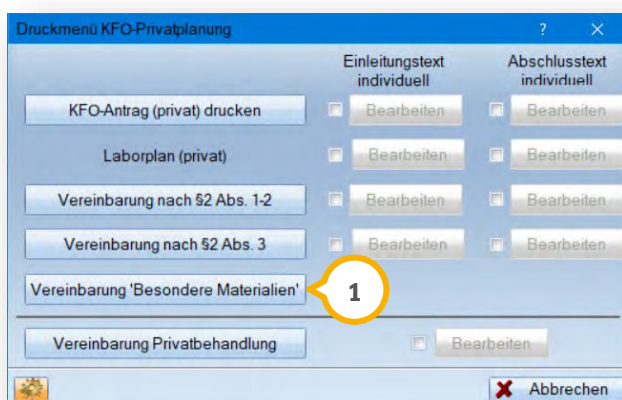 Druckmenü KFO-Privatplanung ? ×
Einleitungstext individuell
Abschlusstext individuell
KFO-Antrag (privat) drucken Bearbeiten Bearbeiten
Laborplan (privat) Bearbeiten Bearbeiten
Vereinbarung nach §2 Abs. 1-2 Bearbeiten Bearbeiten
Vereinbarung nach §2 Abs. 3 Bearbeiten Bearbeiten
Vereinbarung 'Besondere Materialien' 1
Vereinbarung Privatbehandlung Bearbeiten
Abbrechen